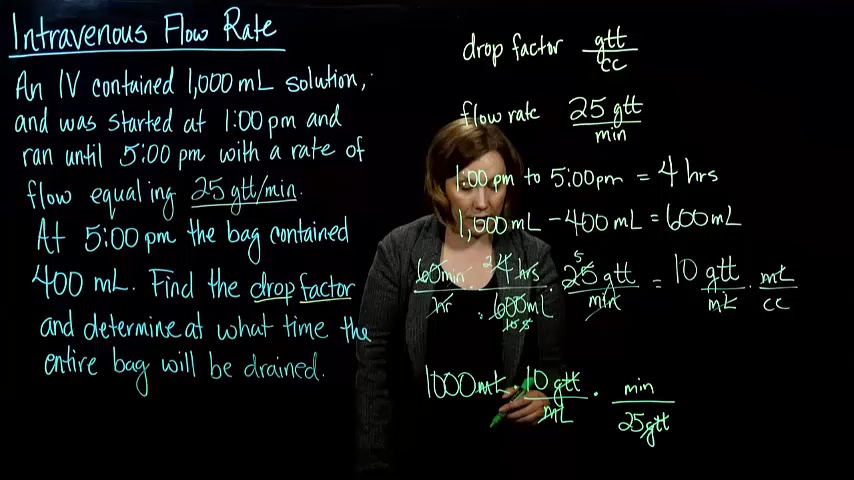 Intravenous Flow Rate
An IV contained 1,000 mL solution,
and was started at 1:00 pm and
ran until 5:00 pm with a rate of
flow equaling 25 gtt/min.
At 5:00 pm the bag contained
400 mL. Find the drop factor
and determine at what time the
entire bag will be drained.
drop factor gtt/cc
flow rate 25 gtt/min
1:00 pm to 5:00 pm = 4 hrs
1,000 mL - 400 mL = 600 mL
60 min/hr · 4 hrs/600 mL · 25 gtt/min = 10 gtt/mL · mL/cc
1000 mL · 10 gtt/mL · min/25 gtt